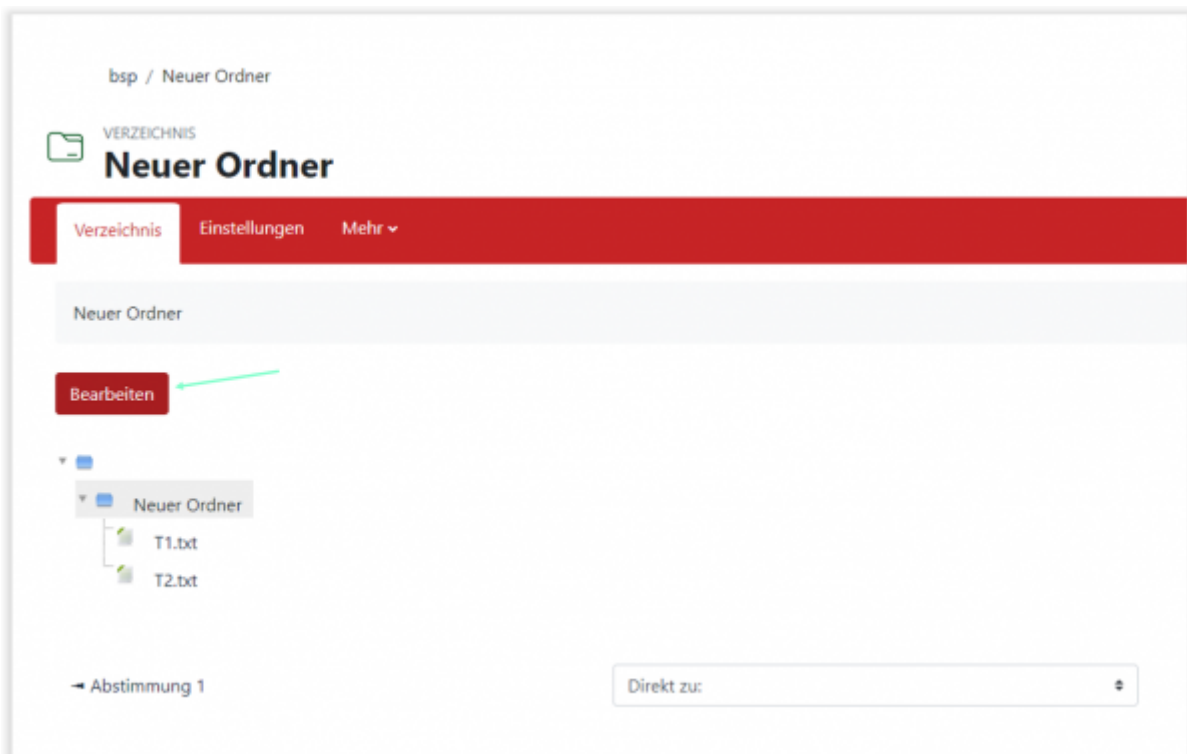 bsp / Neuer Ordner
VERZEICHNIS
Neuer Ordner
Verzeichnis Einstellungen Mehr
Neuer Ordner
Bearbeiten
Neuer Ordner
T1.txt
T2.txt
Abstimmung 1 Direkt zu: